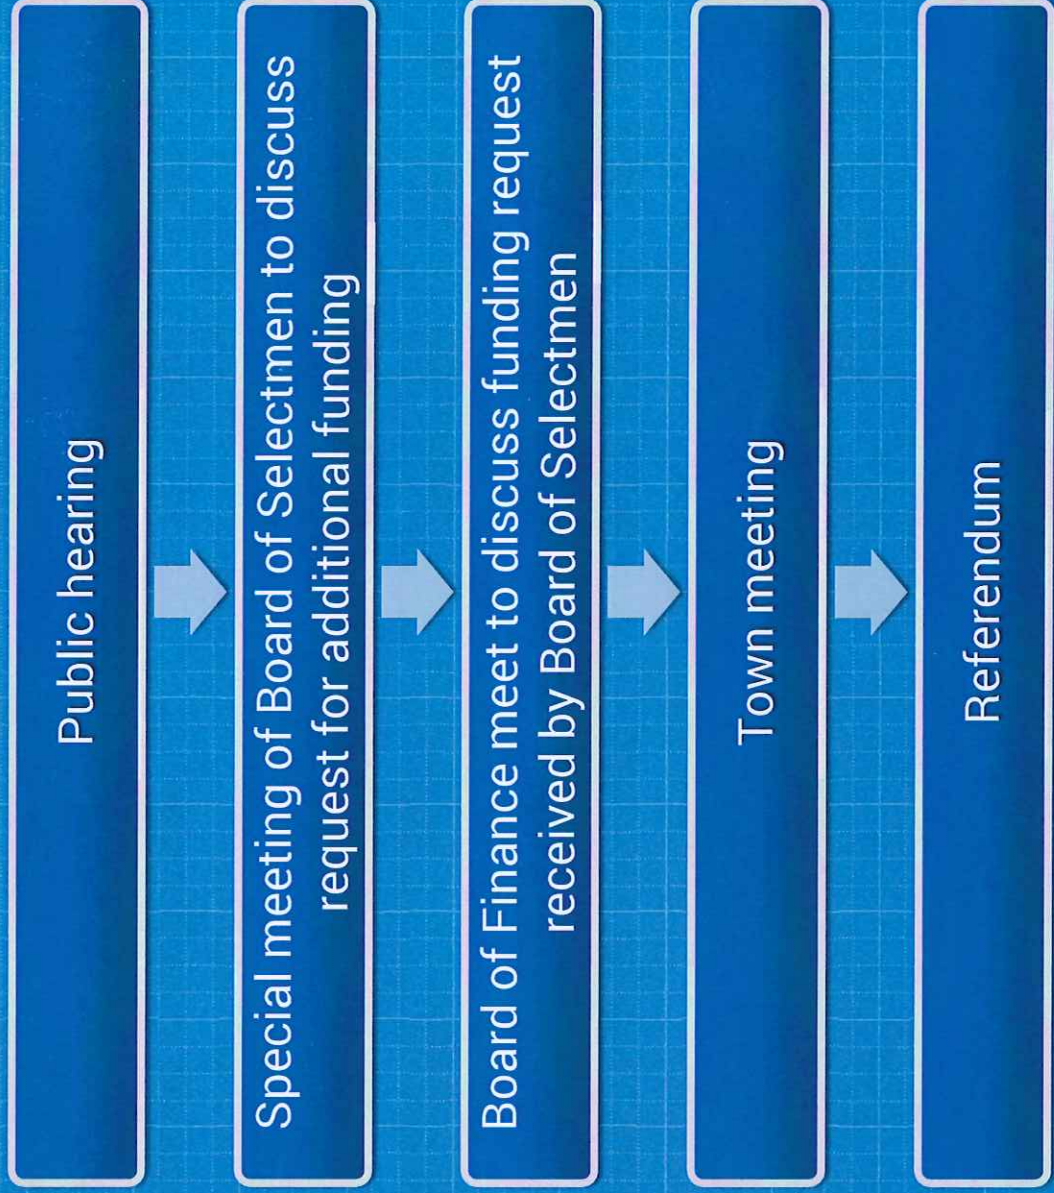 Public hearing
Special meeting of Board of Selectmen to discuss
request for additional funding
Board of Finance meet to discuss funding request
received by Board of Selectmen
Town meeting
Referendum